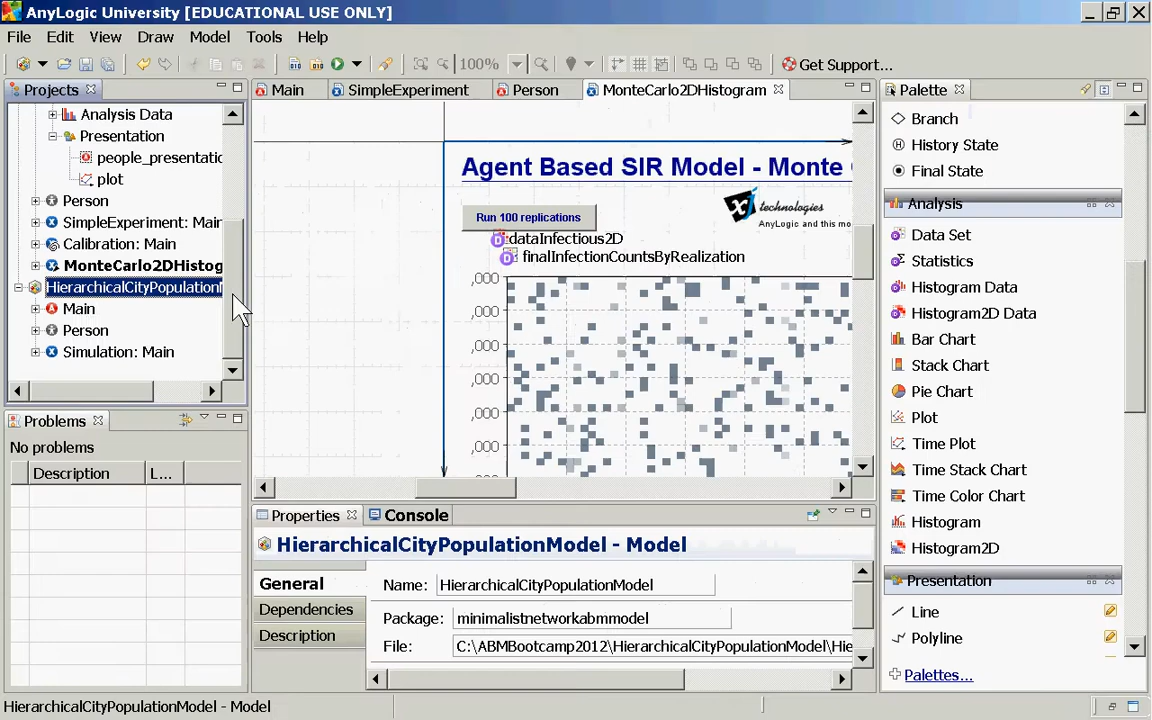 AnyLogic University [EDUCATIONAL USE ONLY]
File Edit View Draw Model Tools Help
100% Get Support...
Projects
Analysis Data
Presentation
people_presentatio
plot
Person
SimpleExperiment: Main
Calibration: Main
MonteCarlo2DHistog
HierarchicalCityPopulationM
Main
Person
Simulation: Main
Problems
No problems
Description L...
Main SimpleExperiment Person MonteCarlo2DHistogram
Agent Based SIR Model - Monte
Run 100 replications
xj technologies
AnyLogic and this mo
dataInfectious2D
finalInfectionCountsByRealization
,000
,000
,000
,000
,000
,000
Properties Console
HierarchicalCityPopulationModel - Model
General
Dependencies
Description
Name: HierarchicalCityPopulationModel
Package: minimalistnetworkabmmodel
File: C:\ABMBootcamp2012\HierarchicalCityPopulationModel\Hie
Palette
Branch
History State
Final State
Analysis
Data Set
Statistics
Histogram Data
Histogram2D Data
Bar Chart
Stack Chart
Pie Chart
Plot
Time Plot
Time Stack Chart
Time Color Chart
Histogram
Histogram2D
Presentation
Line
Polyline
Palettes...
HierarchicalCityPopulationModel - Model